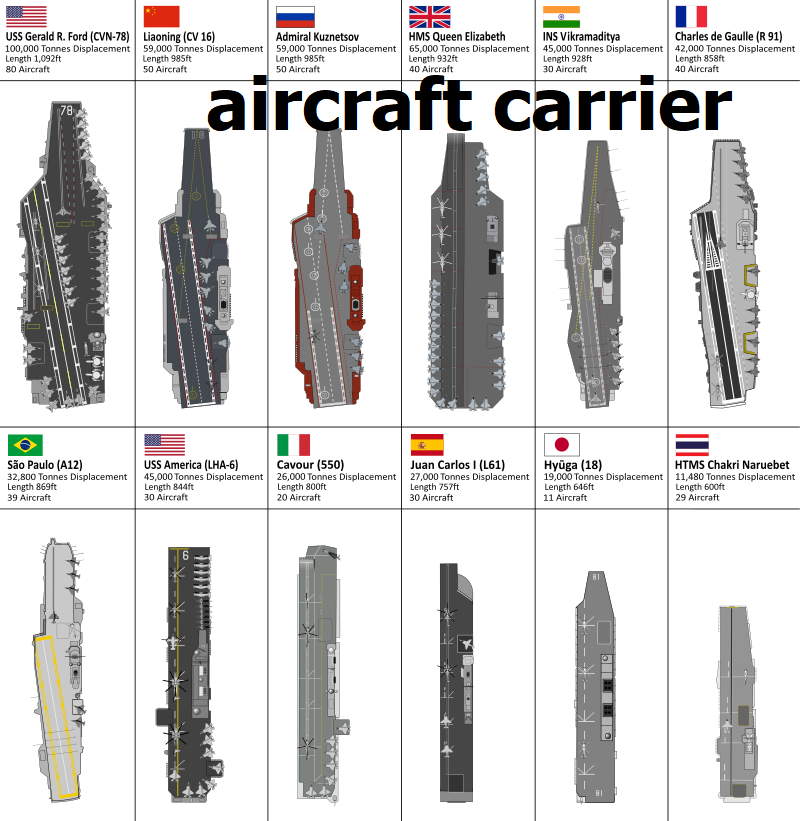 USS Gerald R. Ford (CVN-78)
100,000 Tonnes Displacement
Length 1,092ft
80 Aircraft
Liaoning (CV 16)
59,000 Tonnes Displacement
Length 985ft
50 Aircraft
Admiral Kuznetsov
59,000 Tonnes Displacement
Length 985ft
50 Aircraft
HMS Queen Elizabeth
65,000 Tonnes Displacement
Length 932ft
40 Aircraft
INS Vikramaditya
45,000 Tonnes Displacement
Length 928ft
30 Aircraft
Charles de Gaulle (R 91)
42,000 Tonnes Displacement
Length 858ft
40 Aircraft
aircraft carrier
78
São Paulo (A12)
32,800 Tonnes Displacement
Length 869ft
39 Aircraft
USS America (LHA-6)
45,000 Tonnes Displacement
Length 844ft
30 Aircraft
Cavour (550)
26,000 Tonnes Displacement
Length 800ft
20 Aircraft
Juan Carlos I (L61)
27,000 Tonnes Displacement
Length 757ft
30 Aircraft
Hyūga (18)
19,000 Tonnes Displacement
Length 646ft
11 Aircraft
HTMS Chakri Naruebet
11,480 Tonnes Displacement
Length 600ft
29 Aircraft
6
18
18